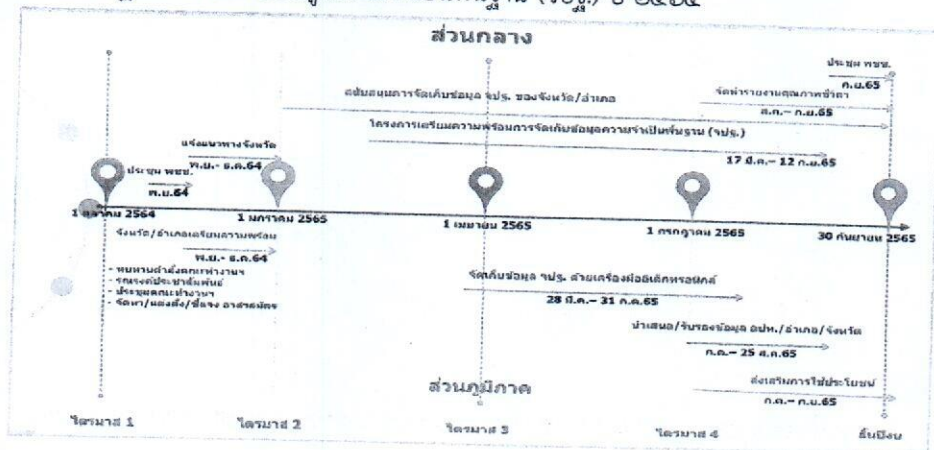 ส่วนกลาง
ประชุม พชช.
ก.ย.65
สนับสนุนการจัดเก็บข้อมูล จปฐ. ของจังหวัด/อำเภอ
จัดทำรายงานคุณภาพชีวิต
ส.ค.– ก.ย.65
โครงการเตรียมความพร้อมการจัดเก็บข้อมูลความจำเป็นพื้นฐาน (จปฐ.)
17 มี.ค.– 12 ก.ย.65
แจ้งแนวทางจังหวัด
พ.ย.- ธ.ค.64
ประชุม พชช.
พ.ย.64
1 ตุลาคม 2564
1 มกราคม 2565
1 เมษายน 2565
1 กรกฎาคม 2565
30 กันยายน 2565
จังหวัด/อำเภอเตรียมความพร้อม
พ.ย.- ธ.ค.64
- ทบทวนคำสั่งคณะทำงานฯ
- รณรงค์ประชาสัมพันธ์
- ประชุมคณะทำงานฯ
- จัดหา/แต่งตั้ง/ชี้แจง อาสาสมัคร
จัดเก็บข้อมูล จปฐ. ด้วยเครื่องมืออิเล็กทรอนิกส์
28 มี.ค.– 31 ก.ค.65
นำเสนอ/รับรองข้อมูล อปท./อำเภอ/จังหวัด
ก.ค.– 25 ส.ค.65
ส่งเสริมการใช้ประโยชน์
ก.ค.– ก.ย.65
ส่วนภูมิภาค
ไตรมาส 1
ไตรมาส 2
ไตรมาส 3
ไตรมาส 4
สิ้นปีงบ